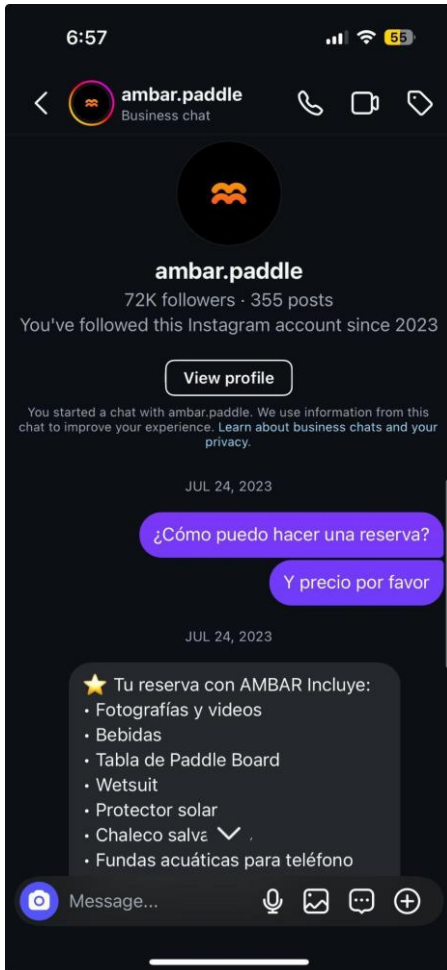 6:57
55
ambar.paddle
Business chat
ambar.paddle
72K followers · 355 posts
You've followed this Instagram account since 2023
View profile
You started a chat with ambar.paddle. We use information from this
chat to improve your experience. Learn about business chats and your
privacy.
JUL 24, 2023
¿Cómo puedo hacer una reserva?
Y precio por favor
JUL 24, 2023
⭐ Tu reserva con AMBAR Incluye:
• Fotografías y videos
• Bebidas
• Tabla de Paddle Board
• Wetsuit
• Protector solar
• Chaleco
• Fundas acuáticas para teléfono
Message...